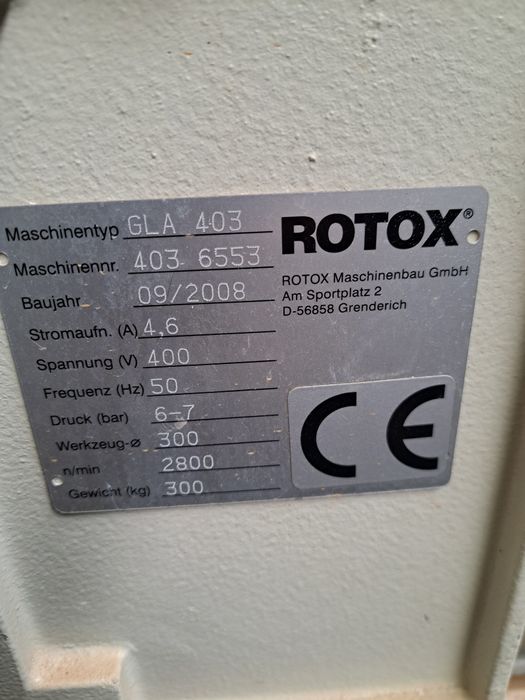 Maschinentyp GLA 403
Maschinennr. 403 6553
Baujahr 09/2008
Stromaufn. (A) 4,6
Spannung (V) 400
Frequenz (Hz) 50
Druck (bar) 6-7
Werkzeug-ø 300
n/min 2800
Gewicht (kg) 300
ROTOX®
ROTOX Maschinenbau GmbH
Am Sportplatz 2
D-56858 Grenderich
CE